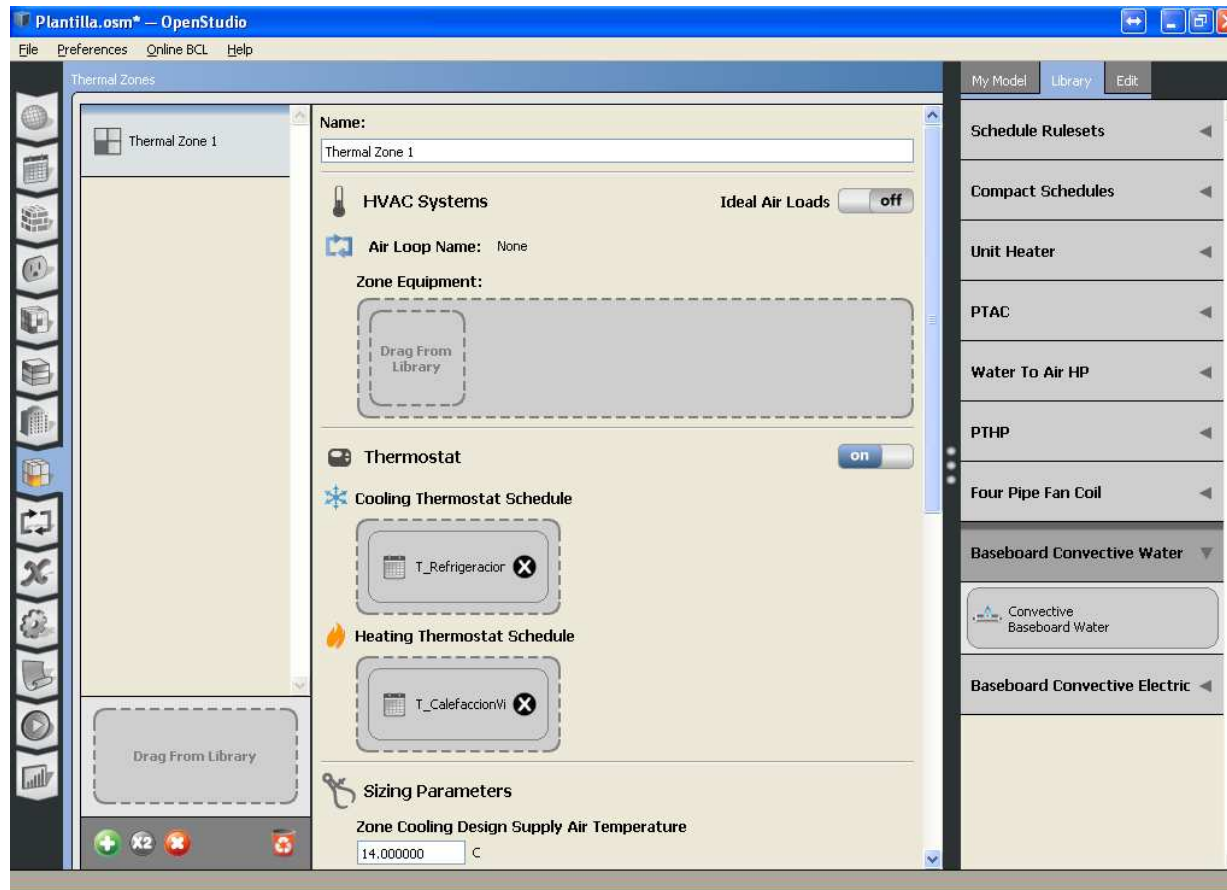 Plantilla.osm* — OpenStudio
File Preferences Online BCL Help
Thermal Zones
Thermal Zone 1
Drag From Library
X2
Name:
Thermal Zone 1
HVAC Systems
Ideal Air Loads off
Air Loop Name: None
Zone Equipment:
Drag From
Library
Thermostat
on
Cooling Thermostat Schedule
T_Refrigeracior
Heating Thermostat Schedule
T_CalefaccionVi
Sizing Parameters
Zone Cooling Design Supply Air Temperature
14.000000 C
My Model Library Edit
Schedule Rulesets
Compact Schedules
Unit Heater
PTAC
Water To Air HP
PTHP
Four Pipe Fan Coil
Baseboard Convective Water
Convective
Baseboard Water
Baseboard Convective Electric